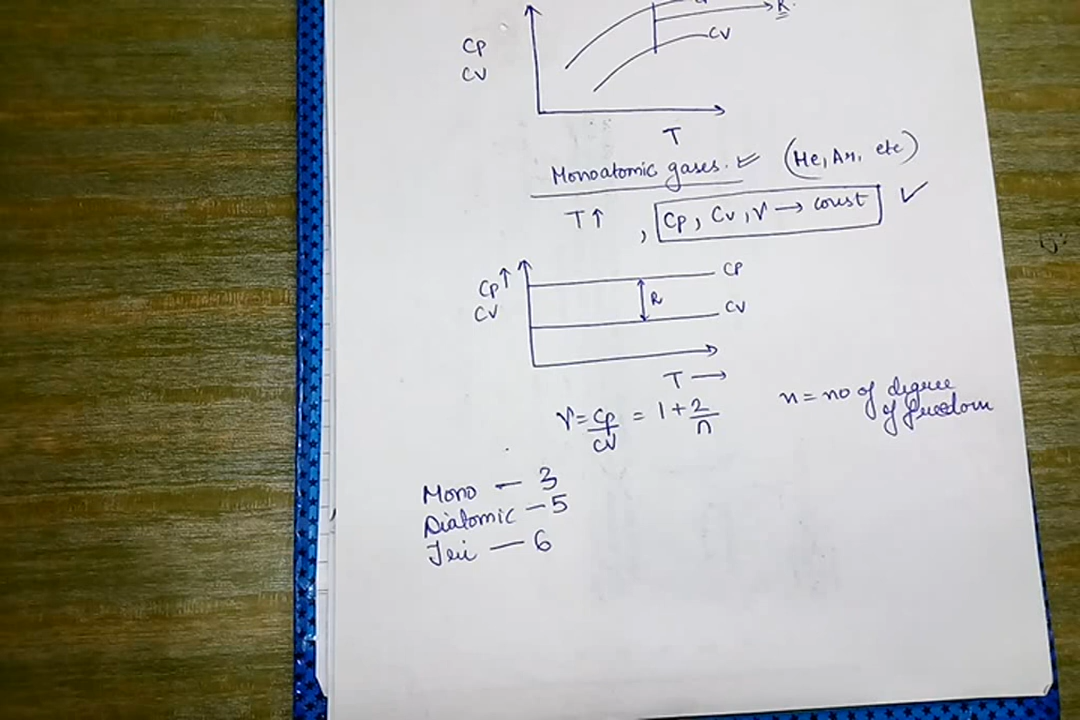 Cp
Cv
R
Cv
T
Monoatomic gases.
(He, Ar, etc)
T↑ , Cp, Cv, γ → const ✓
Cp↑
Cv
Cp
R
Cv
T →
γ = Cp/Cv = 1 + 2/n
n = no of degree
of freedom
Mono — 3
Diatomic — 5
Tri — 6